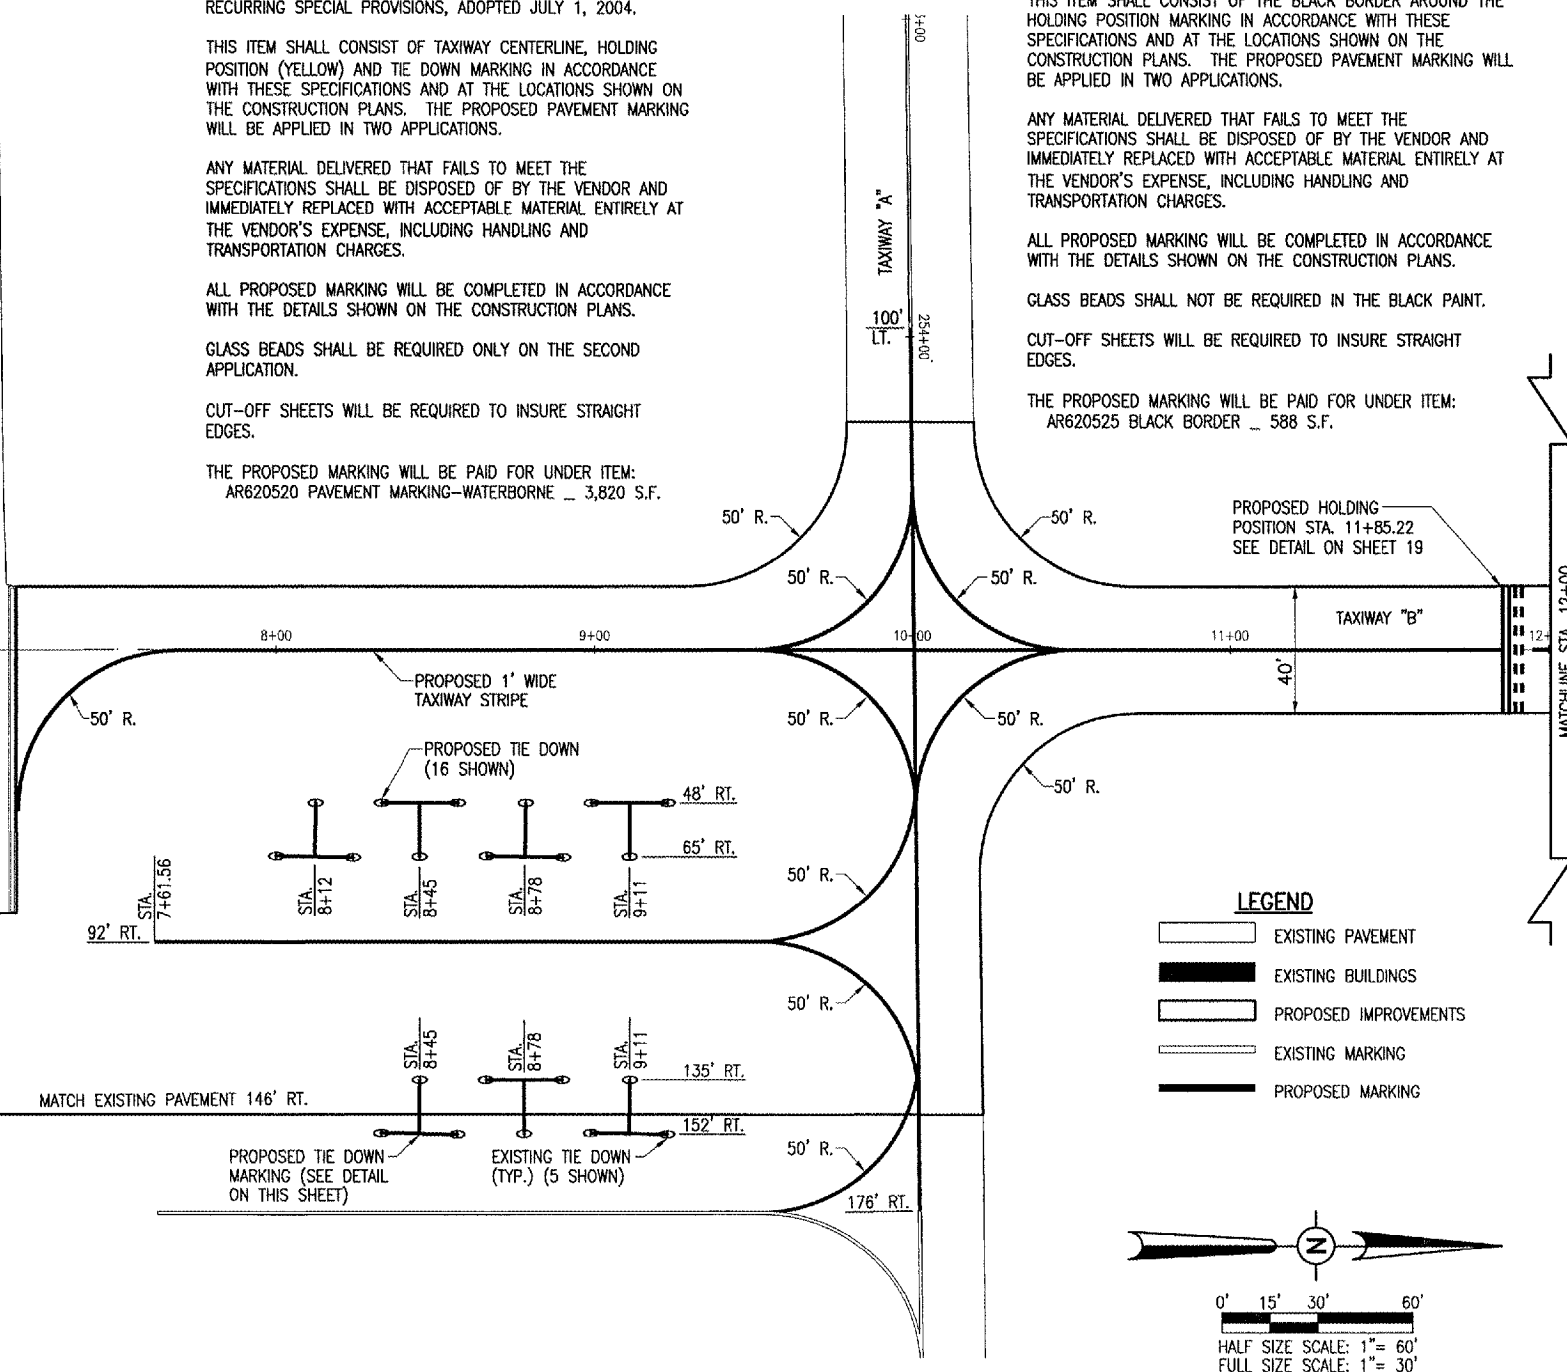 RECURRING SPECIAL PROVISIONS, ADOPTED JULY 1, 2004.
THIS ITEM SHALL CONSIST OF TAXIWAY CENTERLINE, HOLDING
POSITION (YELLOW) AND TIE DOWN MARKING IN ACCORDANCE
WITH THESE SPECIFICATIONS AND AT THE LOCATIONS SHOWN ON
THE CONSTRUCTION PLANS. THE PROPOSED PAVEMENT MARKING
WILL BE APPLIED IN TWO APPLICATIONS.
ANY MATERIAL DELIVERED THAT FAILS TO MEET THE
SPECIFICATIONS SHALL BE DISPOSED OF BY THE VENDOR AND
IMMEDIATELY REPLACED WITH ACCEPTABLE MATERIAL ENTIRELY AT
THE VENDOR'S EXPENSE, INCLUDING HANDLING AND
TRANSPORTATION CHARGES.
ALL PROPOSED MARKING WILL BE COMPLETED IN ACCORDANCE
WITH THE DETAILS SHOWN ON THE CONSTRUCTION PLANS.
GLASS BEADS SHALL BE REQUIRED ONLY ON THE SECOND
APPLICATION.
CUT-OFF SHEETS WILL BE REQUIRED TO INSURE STRAIGHT
EDGES.
THE PROPOSED MARKING WILL BE PAID FOR UNDER ITEM:
AR620520 PAVEMENT MARKING-WATERBORNE _ 3,820 S.F.
THIS ITEM SHALL CONSIST OF THE BLACK BORDER AROUND THE
HOLDING POSITION MARKING IN ACCORDANCE WITH THESE
SPECIFICATIONS AND AT THE LOCATIONS SHOWN ON THE
CONSTRUCTION PLANS. THE PROPOSED PAVEMENT MARKING WILL
BE APPLIED IN TWO APPLICATIONS.
ANY MATERIAL DELIVERED THAT FAILS TO MEET THE
SPECIFICATIONS SHALL BE DISPOSED OF BY THE VENDOR AND
IMMEDIATELY REPLACED WITH ACCEPTABLE MATERIAL ENTIRELY AT
THE VENDOR'S EXPENSE, INCLUDING HANDLING AND
TRANSPORTATION CHARGES.
ALL PROPOSED MARKING WILL BE COMPLETED IN ACCORDANCE
WITH THE DETAILS SHOWN ON THE CONSTRUCTION PLANS.
GLASS BEADS SHALL NOT BE REQUIRED IN THE BLACK PAINT.
CUT-OFF SHEETS WILL BE REQUIRED TO INSURE STRAIGHT
EDGES.
THE PROPOSED MARKING WILL BE PAID FOR UNDER ITEM:
AR620525 BLACK BORDER _ 588 S.F.
TAXIWAY "A"
100'
LT.
254+00
50' R.
50' R.
50' R.
50' R.
PROPOSED HOLDING
POSITION STA. 11+85.22
SEE DETAIL ON SHEET 19
8+00
9+00
10+00
11+00
TAXIWAY "B"
40'
MATCHLINE STA. 12+00
PROPOSED 1' WIDE
TAXIWAY STRIPE
50' R.
50' R.
50' R.
50' R.
PROPOSED TIE DOWN
(16 SHOWN)
48' RT.
65' RT.
STA.
8+12
STA.
8+45
STA.
8+78
STA.
9+11
50' R.
STA.
7+61.56
92' RT.
50' R.
STA.
8+45
STA.
8+78
STA.
9+11
135' RT.
MATCH EXISTING PAVEMENT 146' RT.
152' RT.
PROPOSED TIE DOWN
MARKING (SEE DETAIL
ON THIS SHEET)
EXISTING TIE DOWN
(TYP.) (5 SHOWN)
50' R.
176' RT.
LEGEND
EXISTING PAVEMENT
EXISTING BUILDINGS
PROPOSED IMPROVEMENTS
EXISTING MARKING
PROPOSED MARKING
N
0' 15' 30' 60'
HALF SIZE SCALE: 1"= 60'
FULL SIZE SCALE: 1"= 30'